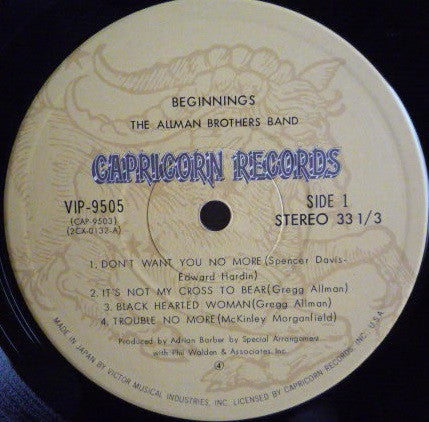 BEGINNINGS
THE ALLMAN BROTHERS BAND
CAPRICORN RECORDS
VIP-9505
(CAP-9503)
(2CX-0132-A)
SIDE 1
STEREO 33 1/3
1. DON'T WANT YOU NO MORE (Spencer Davis-
Edward Hardin)
2. IT'S NOT MY CROSS TO BEAR (Gregg Allman)
3. BLACK HEARTED WOMAN (Gregg Allman)
4. TROUBLE NO MORE (McKinley Morganfield)
Produced by Adrian Barber by Special Arrangement
with Phil Walden & Associates, Inc.
④
MADE IN JAPAN BY VICTOR MUSICAL INDUSTRIES, INC. LICENSED BY CAPRICORN RECORDS INC. U.S.A.